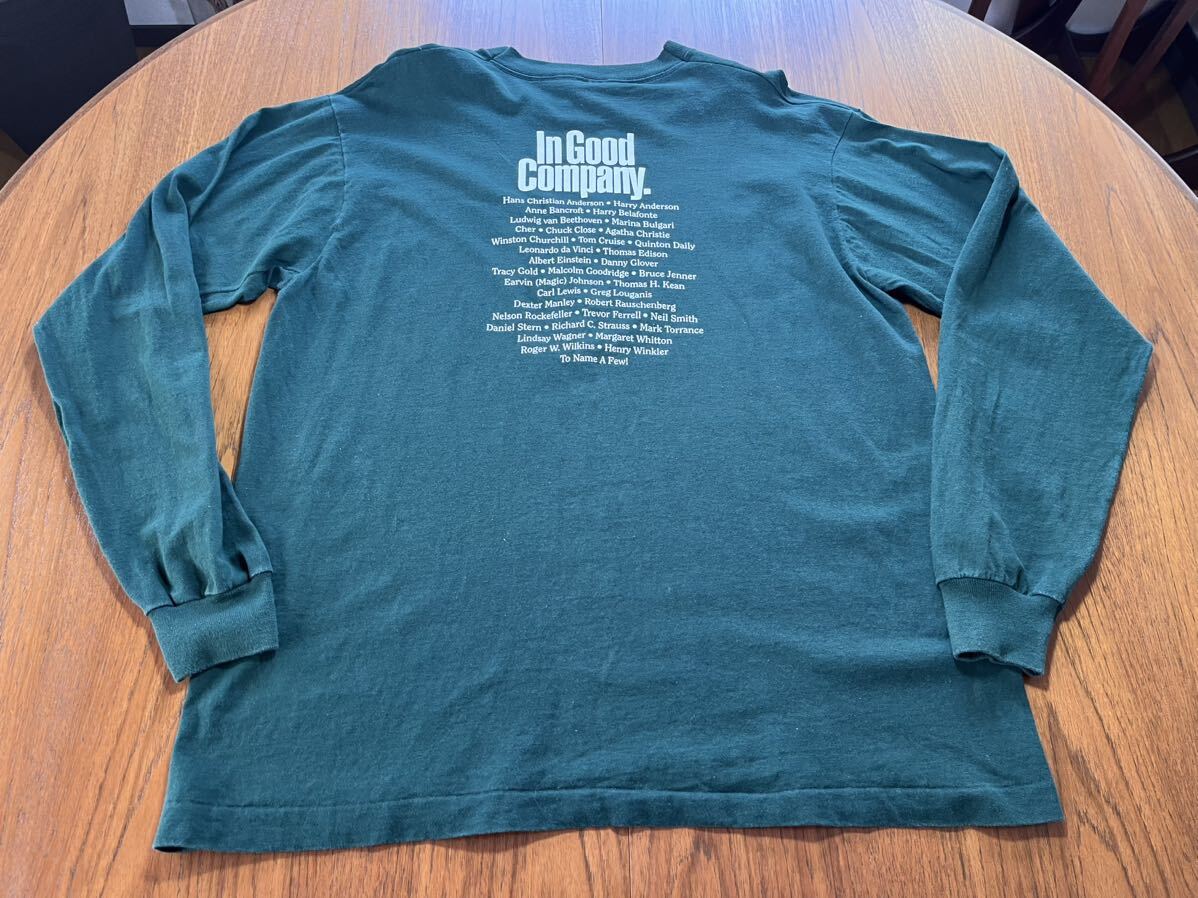 In Good
Company.
Hans Christian Anderson • Harry Anderson
Anne Bancroft • Harry Belafonte
Ludwig van Beethoven • Marina Bulgari
Cher • Chuck Close • Agatha Christie
Winston Churchill • Tom Cruise • Quinton Daily
Leonardo da Vinci • Thomas Edison
Albert Einstein • Danny Glover
Tracy Gold • Malcolm Goodridge • Bruce Jenner
Earvin (Magic) Johnson • Thomas H. Kean
Carl Lewis • Greg Louganis
Dexter Manley • Robert Rauschenberg
Nelson Rockefeller • Trevor Ferrell • Neil Smith
Daniel Stern • Richard C. Strauss • Mark Torrance
Lindsay Wagner • Margaret Whitton
Roger W. Wilkins • Henry Winkler
To Name A Few!